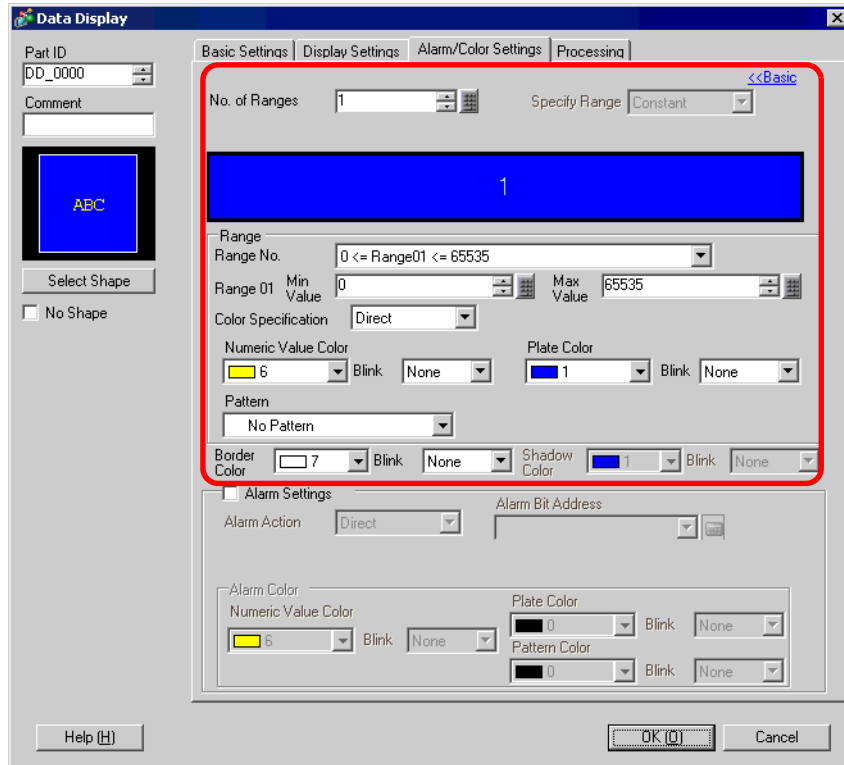 Data Display
Part ID
DD_0000
Comment
ABC
Select Shape
No Shape
Basic Settings Display Settings Alarm/Color Settings Processing
<<Basic
No. of Ranges 1 Specify Range Constant
1
Range
Range No. 0 <= Range01 <= 65535
Range 01 Min Value 0 Max Value 65535
Color Specification Direct
Numeric Value Color Plate Color
6 Blink None 1 Blink None
Pattern
No Pattern
Border Color 7 Blink None Shadow Color 1 Blink None
Alarm Settings
Alarm Action Direct Alarm Bit Address
Alarm Color
Numeric Value Color Plate Color
6 Blink None 0 Blink None
Pattern Color
0 Blink None
Help (H) OK (O) Cancel